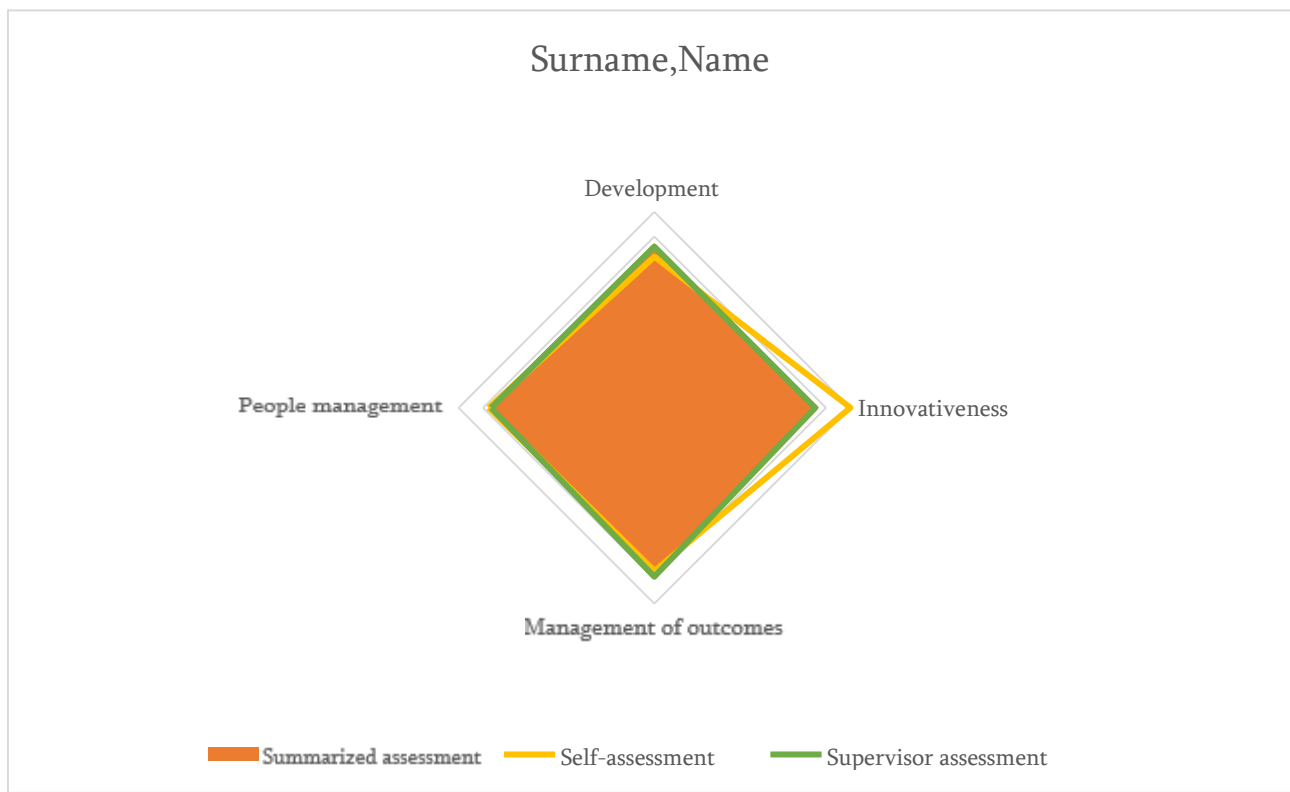 Surname,Name
Development
People management
Innovativeness
Management of outcomes
Summarized assessment
Self-assessment
Supervisor assessment